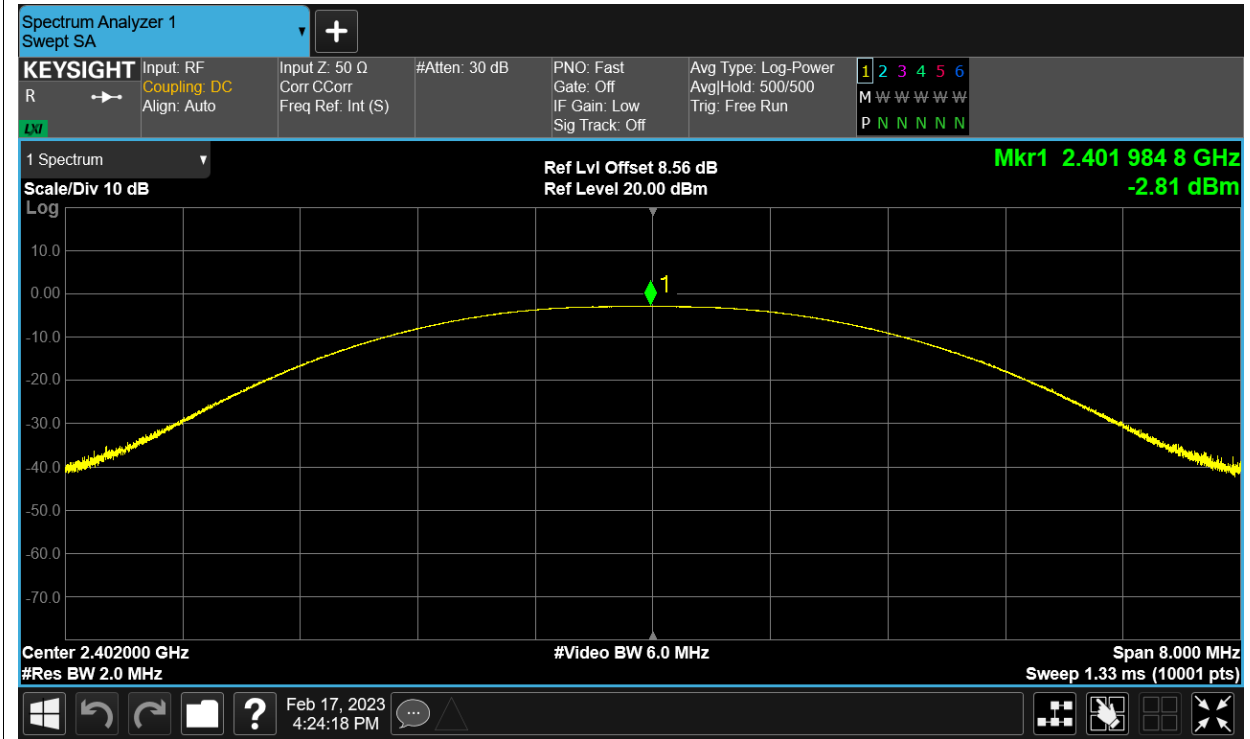 Spectrum Analyzer 1
Swept SA
▼
+
KEYSIGHT
R
LXI
Input: RF
Coupling: DC
Align: Auto
Input Z: 50 Ω
Corr CCorr
Freq Ref: Int (S)
#Atten: 30 dB
PNO: Fast
Gate: Off
IF Gain: Low
Sig Track: Off
Avg Type: Log-Power
Avg|Hold: 500/500
Trig: Free Run
1 2 3 4 5 6
M W W W W W W
P N N N N N N
1 Spectrum ▼
Scale/Div 10 dB
Log
Ref Lvl Offset 8.56 dB
Ref Level 20.00 dBm
Mkr1 2.401 984 8 GHz
-2.81 dBm
10.0
0.00
-10.0
-20.0
-30.0
-40.0
-50.0
-60.0
-70.0
1
Center 2.402000 GHz
#Res BW 2.0 MHz
#Video BW 6.0 MHz
Span 8.000 MHz
Sweep 1.33 ms (10001 pts)
?
Feb 17, 2023
4:24:18 PM